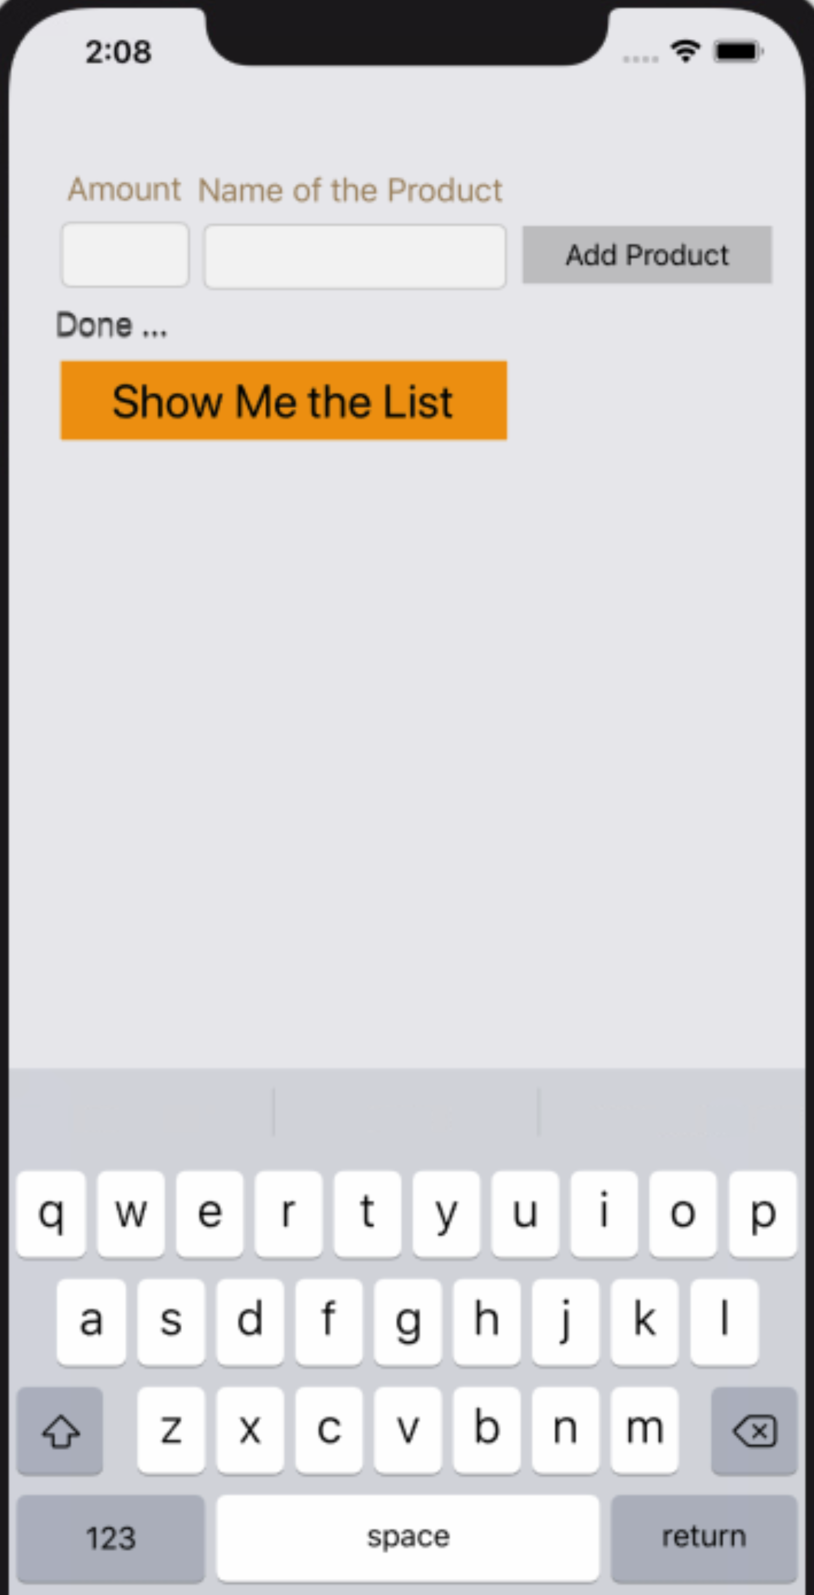 2:08
Amount Name of the Product
Add Product
Done ...
Show Me the List
q w e r t y u i o p
a s d f g h j k l
z x c v b n m
123 space return